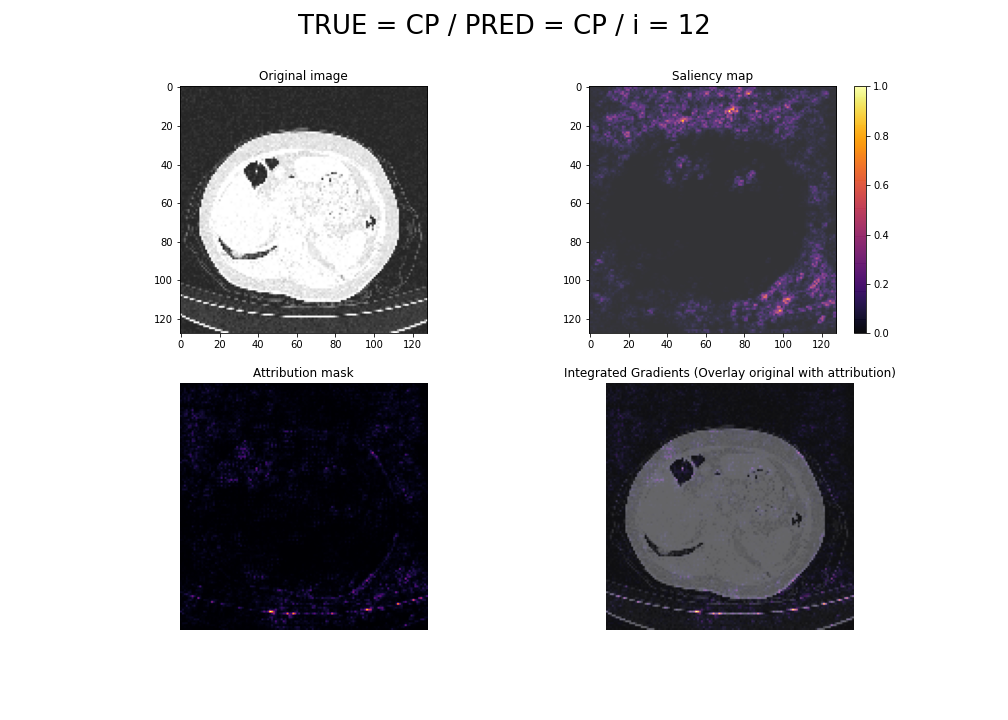 TRUE = CP / PRED = CP / i = 12
Original image
0
20
40
60
80
100
120
0 20 40 60 80 100 120
Saliency map
0
20
40
60
80
100
120
0 20 40 60 80 100 120
1.0
0.8
0.6
0.4
0.2
0.0
Attribution mask
Integrated Gradients (Overlay original with attribution)